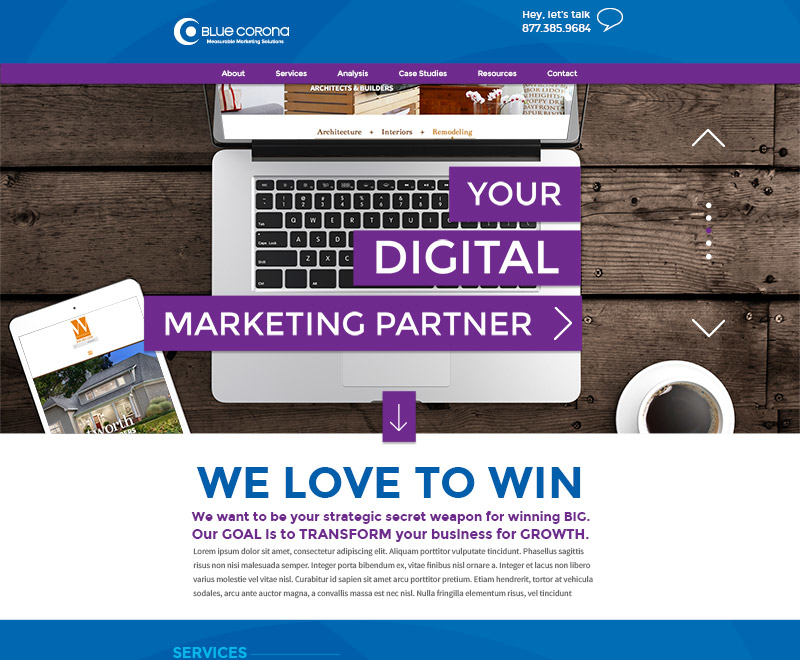 BLUE CORONA
Measurable Marketing Solutions
Hey, let's talk
877.385.9684
About Services Analysis Case Studies Resources Contact
ARCHITECTS & BUILDERS
Architecture + Interiors + Remodeling
YOUR
DIGITAL
MARKETING PARTNER
WE LOVE TO WIN
We want to be your strategic secret weapon for winning BIG.
Our GOAL is to TRANSFORM your business for GROWTH.
Lorem ipsum dolor sit amet, consectetur adipiscing elit. Aliquam porttitor vulputate tincidunt. Phasellus sagittis
risus non nisi malesuada semper. Integer porta bibendum ex, vitae finibus nisl ornare a. Integer et lacus non libero
varius molestie vel vitae nisl. Curabitur id sapien sit amet arcu porttitor pretium. Etiam hendrerit, tortor at vehicula
sodales, arcu ante auctor magna, a convallis massa est nec nisl. Nulla fringilla elementum risus, vel tincidunt
SERVICES